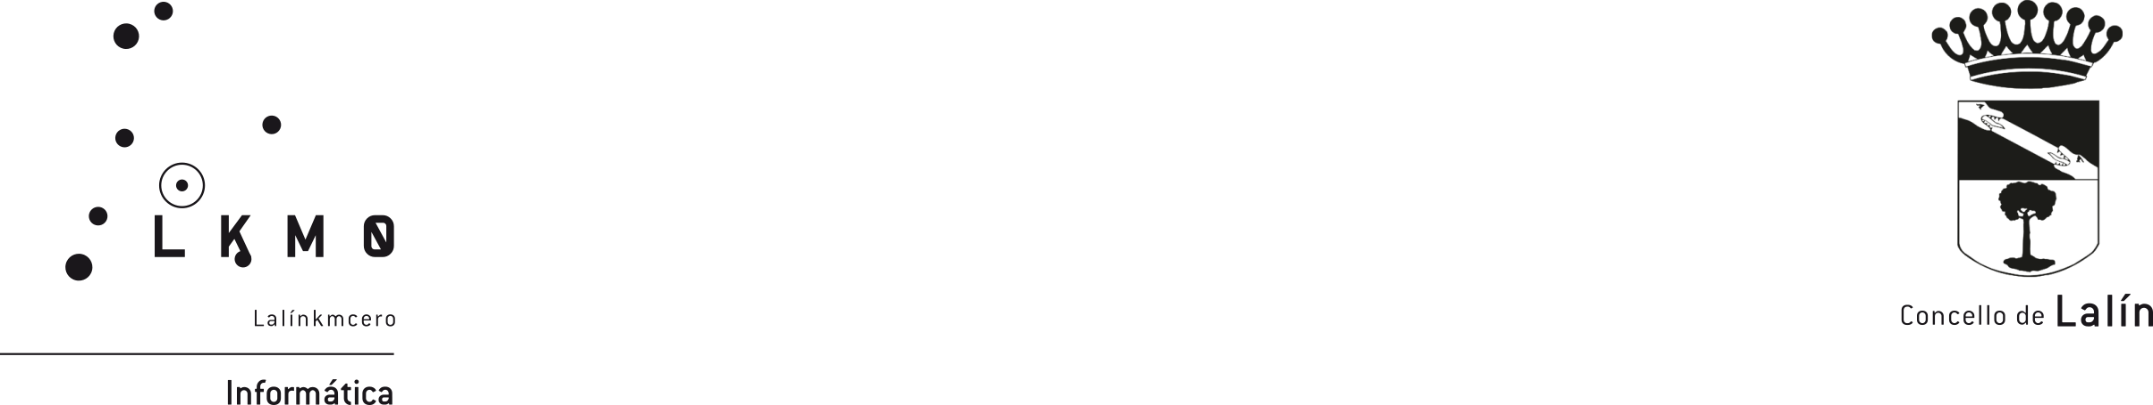 LKM0
Lalínkmcero
Informática
Concello de Lalín